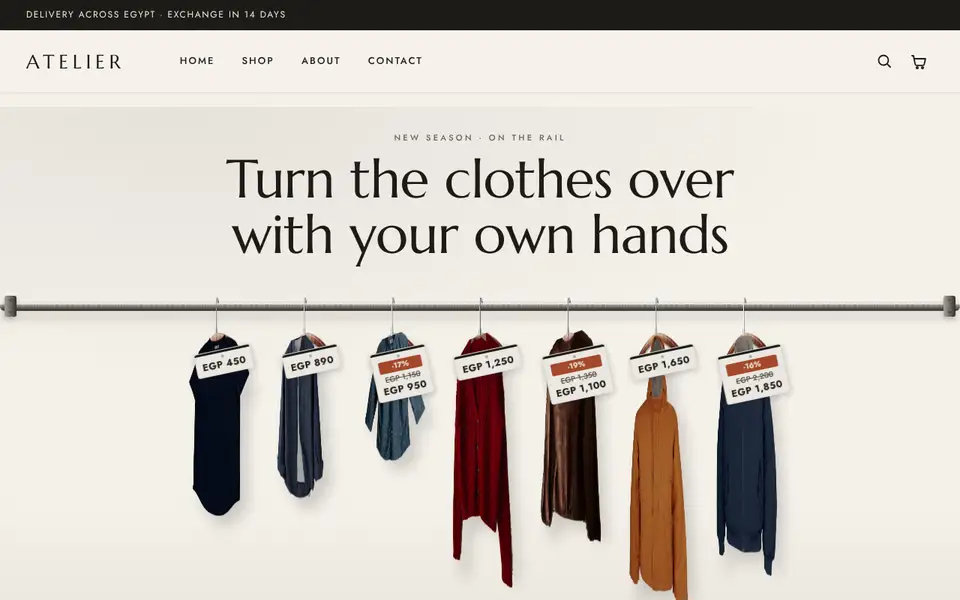 DELIVERY ACROSS EGYPT · EXCHANGE IN 14 DAYS
ATELIER
HOME
SHOP
ABOUT
CONTACT
NEW SEASON · ON THE RAIL
Turn the clothes over
with your own hands
EGP 450
EGP 890
-17%
EGP 1,150
EGP 950
EGP 1,250
-19%
EGP 1,350
EGP 1,100
EGP 1,650
-16%
EGP 2,200
EGP 1,850